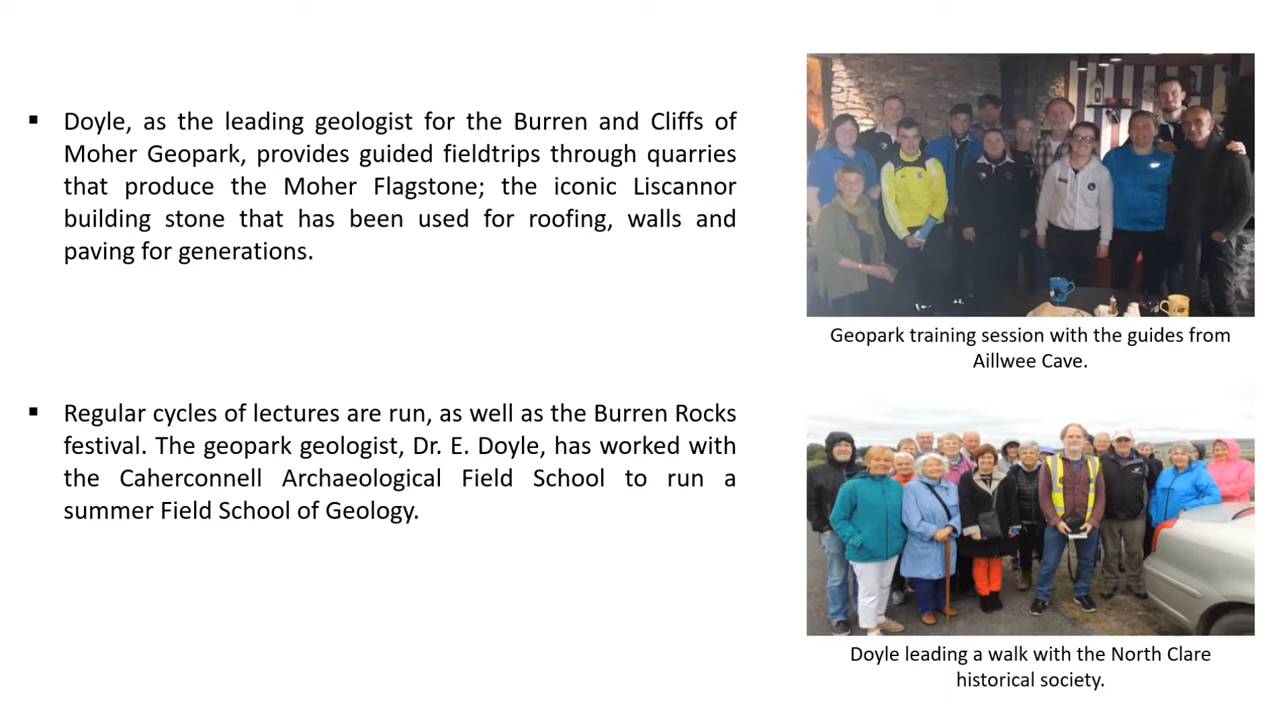 ▪ Doyle, as the leading geologist for the Burren and Cliffs of
Moher Geopark, provides guided fieldtrips through quarries
that produce the Moher Flagstone; the iconic Liscannor
building stone that has been used for roofing, walls and
paving for generations.
Geopark training session with the guides from
Aillwee Cave.
▪ Regular cycles of lectures are run, as well as the Burren Rocks
festival. The geopark geologist, Dr. E. Doyle, has worked with
the Caherconnell Archaeological Field School to run a
summer Field School of Geology.
Doyle leading a walk with the North Clare
historical society.